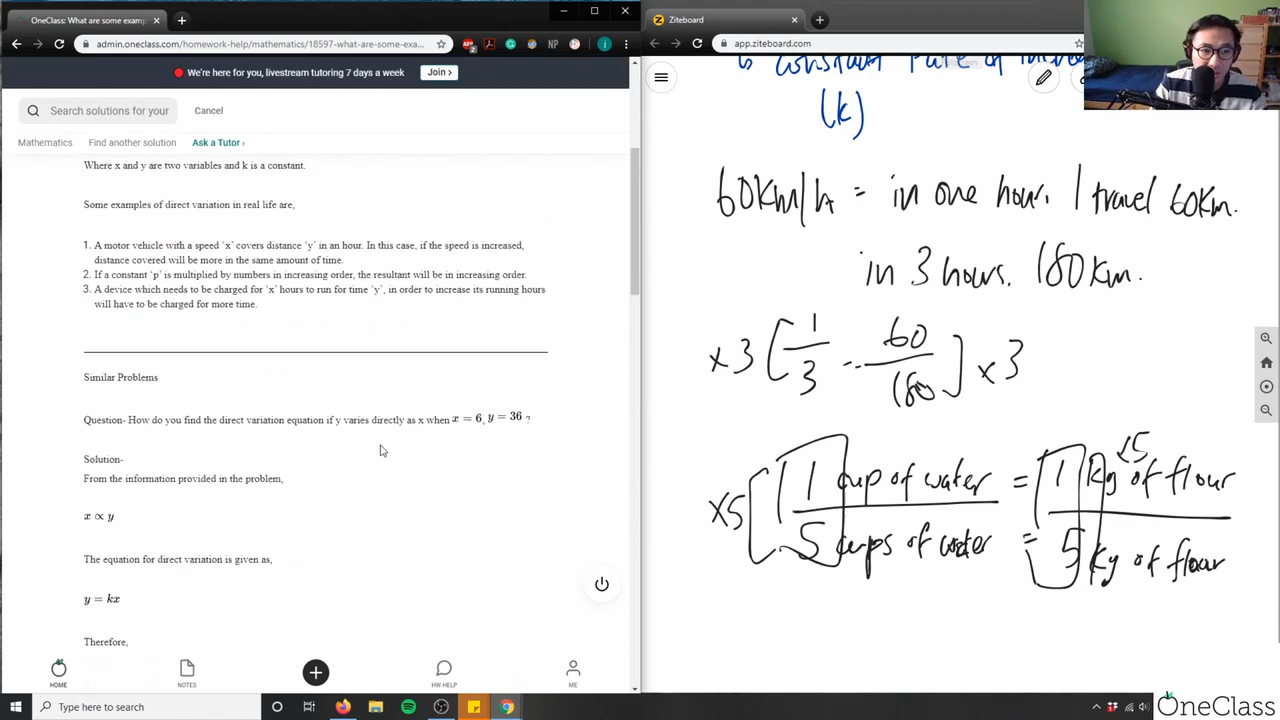 OneClass: What are some examp
Ziteboard
admin.oneclass.com/homework-help/mathematics/18597-what-are-some-exa...
app.ziteboard.com
We're here for you, livestream tutoring 7 days a week
Join ›
Search solutions for your
Cancel
Mathematics
Find another solution
Ask a Tutor ›
Where x and y are two variables and k is a constant.
Some examples of direct variation in real life are,
1. A motor vehicle with a speed ‘x’ covers distance ‘y’ in an hour. In this case, if the speed is increased,
distance covered will be more in the same amount of time.
2. If a constant ‘p’ is multiplied by numbers in increasing order, the resultant will be in increasing order.
3. A device which needs to be charged for ‘x’ hours to run for time ‘y’, in order to increase its running hours
will have to be charged for more time.
Similar Problems
Question- How do you find the direct variation equation if y varies directly as x when x = 6, y = 36 ?
Solution-
From the information provided in the problem,
x ∝ y
The equation for direct variation is given as,
y = kx
Therefore,
HOME
NOTES
HW HELP
ME
constant rate of
(k)
60km/h = in one hour. I travel 60km.
in 3 hours. 180km.
x3 [ 1 60 ] x3
3 180
x5
x5 [ 1 cup of water = 1 kg of flour
5 cups of water = 5 kg of flour
Type here to search
NP
j
OneClass